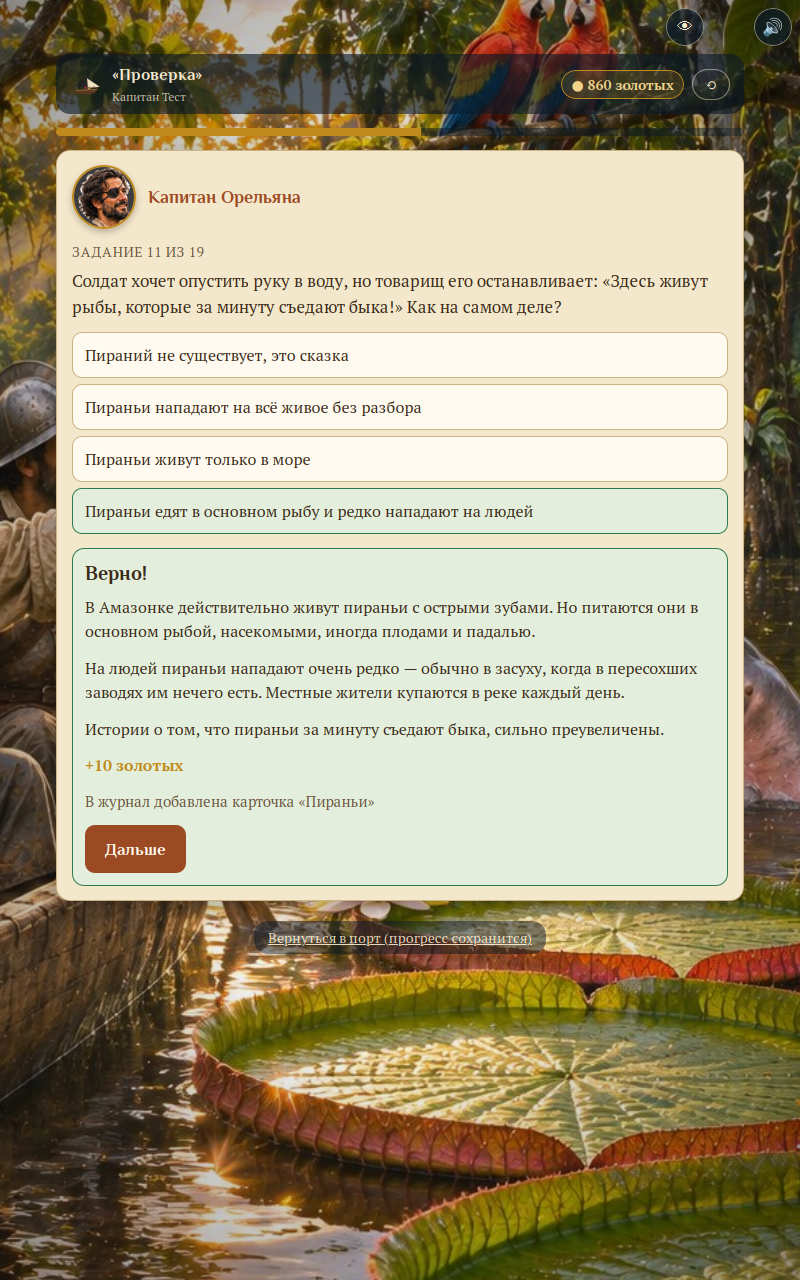 «Проверка»
Капитан Тест
860 золотых
Капитан Орельяна
ЗАДАНИЕ 11 ИЗ 19
Солдат хочет опустить руку в воду, но товарищ его останавливает: «Здесь живут
рыбы, которые за минуту съедают быка!» Как на самом деле?
Пираний не существует, это сказка
Пираньи нападают на всё живое без разбора
Пираньи живут только в море
Пираньи едят в основном рыбу и редко нападают на людей
Верно!
В Амазонке действительно живут пираньи с острыми зубами. Но питаются они в
основном рыбой, насекомыми, иногда плодами и падалью.
На людей пираньи нападают очень редко — обычно в засуху, когда в пересохших
заводях им нечего есть. Местные жители купаются в реке каждый день.
Истории о том, что пираньи за минуту съедают быка, сильно преувеличены.
+10 золотых
В журнал добавлена карточка «Пираньи»
Дальше
Вернуться в порт (прогресс сохранится)